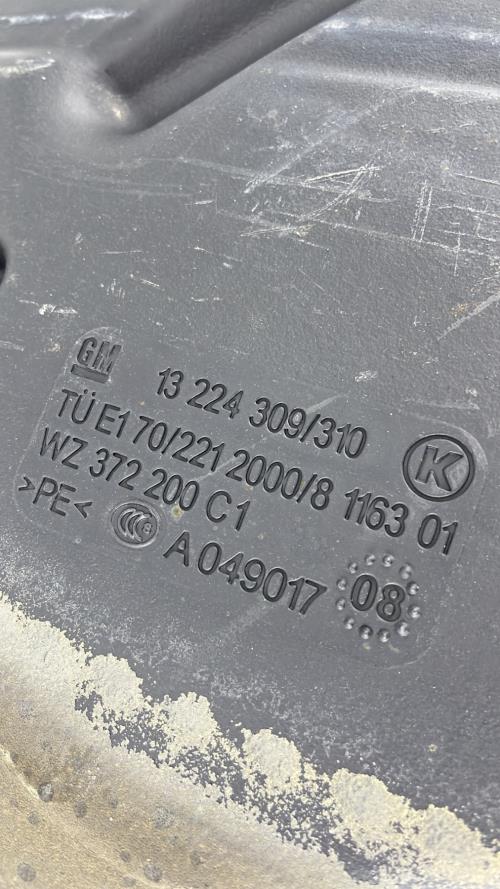 GM
13 224 309/310
K
TÜ E1 70/221 2000/8 1163 01
WZ 372 200 C1
>PE<
CCC S
A 049017
08